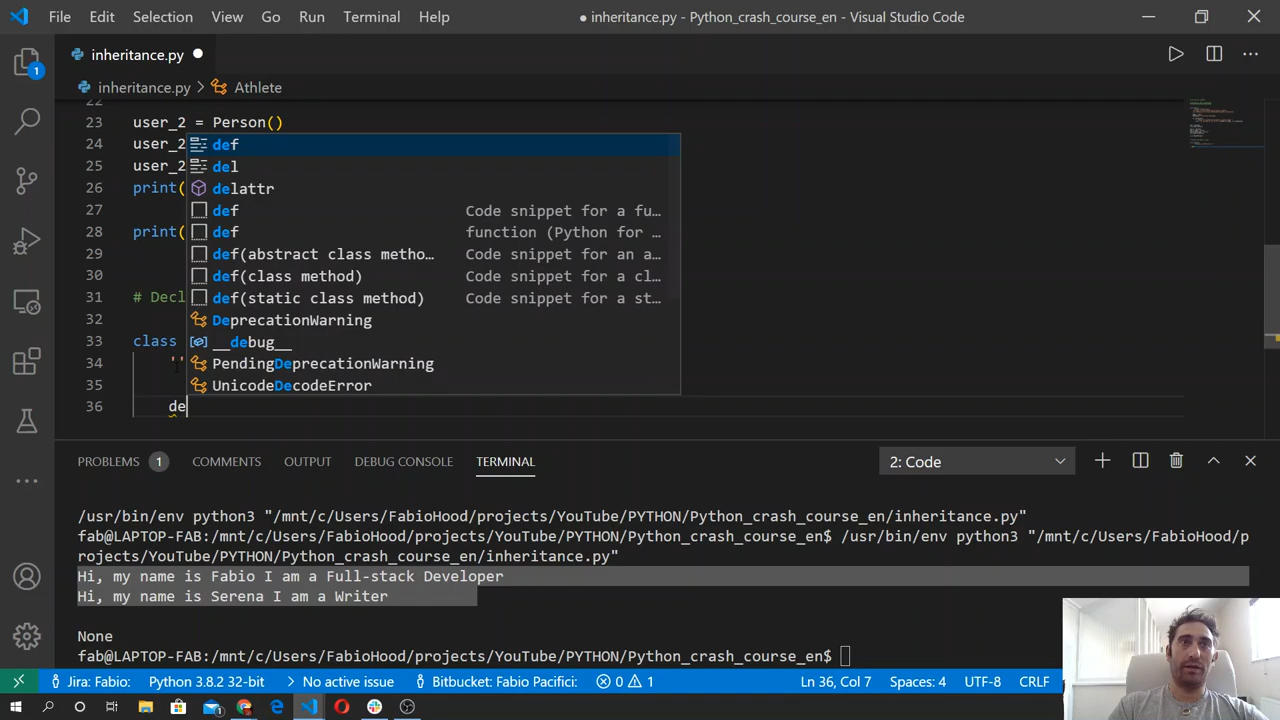 File Edit Selection View Go Run Terminal Help
● inheritance.py - Python_crash_course_en - Visual Studio Code
1
inheritance.py ●
inheritance.py > Athlete
22
23 user_2 = Person()
24 user_2
25 user_2
26 print(
27
28 print(
29
30
31 # Decl
32
33 class
34 ''
35
36 de
def
del
delattr
def Code snippet for a fu…
def function (Python for …
def(abstract class metho… Code snippet for an a…
def(class method) Code snippet for a cl…
def(static class method) Code snippet for a st…
DeprecationWarning
__debug__
PendingDeprecationWarning
UnicodeDecodeError
PROBLEMS 1 COMMENTS OUTPUT DEBUG CONSOLE TERMINAL 2: Code
/usr/bin/env python3 "/mnt/c/Users/FabioHood/projects/YouTube/PYTHON/Python_crash_course_en/inheritance.py"
fab@LAPTOP-FAB:/mnt/c/Users/FabioHood/projects/YouTube/PYTHON/Python_crash_course_en$ /usr/bin/env python3 "/mnt/c/Users/FabioHood/p
rojects/YouTube/PYTHON/Python_crash_course_en/inheritance.py"
Hi, my name is Fabio I am a Full-stack Developer
Hi, my name is Serena I am a Writer
None
fab@LAPTOP-FAB:/mnt/c/Users/FabioHood/projects/YouTube/PYTHON/Python_crash_course_en$
Jira: Fabio: Python 3.8.2 32-bit > No active issue Bitbucket: Fabio Pacifici: 0 1 Ln 36, Col 7 Spaces: 4 UTF-8 CRLF